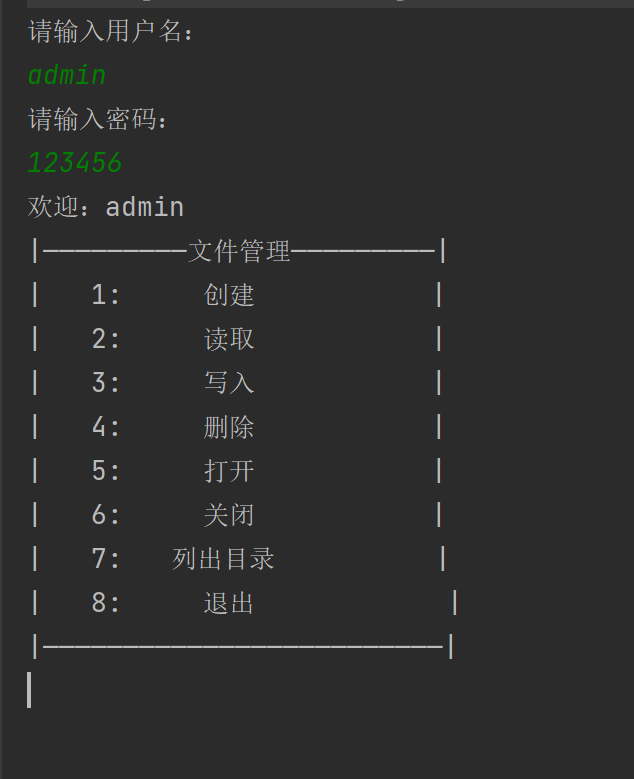 请输入用户名：
admin
请输入密码：
123456
欢迎：admin
|—————————文件管理—————————|
|   1:     创建           |
|   2:     读取           |
|   3:     写入           |
|   4:     删除           |
|   5:     打开           |
|   6:     关闭           |
|   7:   列出目录          |
|   8:     退出            |
|—————————————————————————|